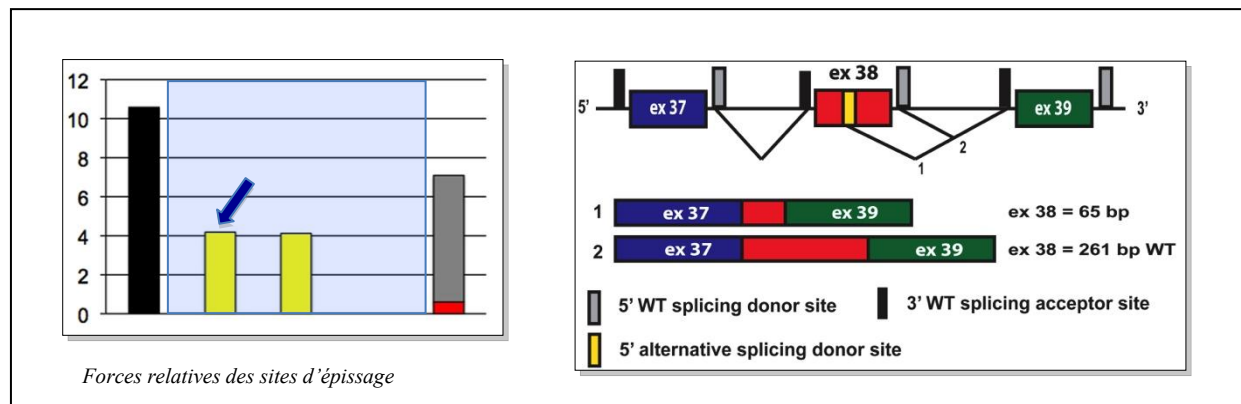 12
10
8
6
4
2
0
Forces relatives des sites d’épissage
ex 38
5’ ex 37 ex 39 3’
2
1
1 ex 37 ex 39 ex 38 = 65 bp
2 ex 37 ex 39 ex 38 = 261 bp WT
5’ WT splicing donor site 3’ WT splicing acceptor site
5’ alternative splicing donor site